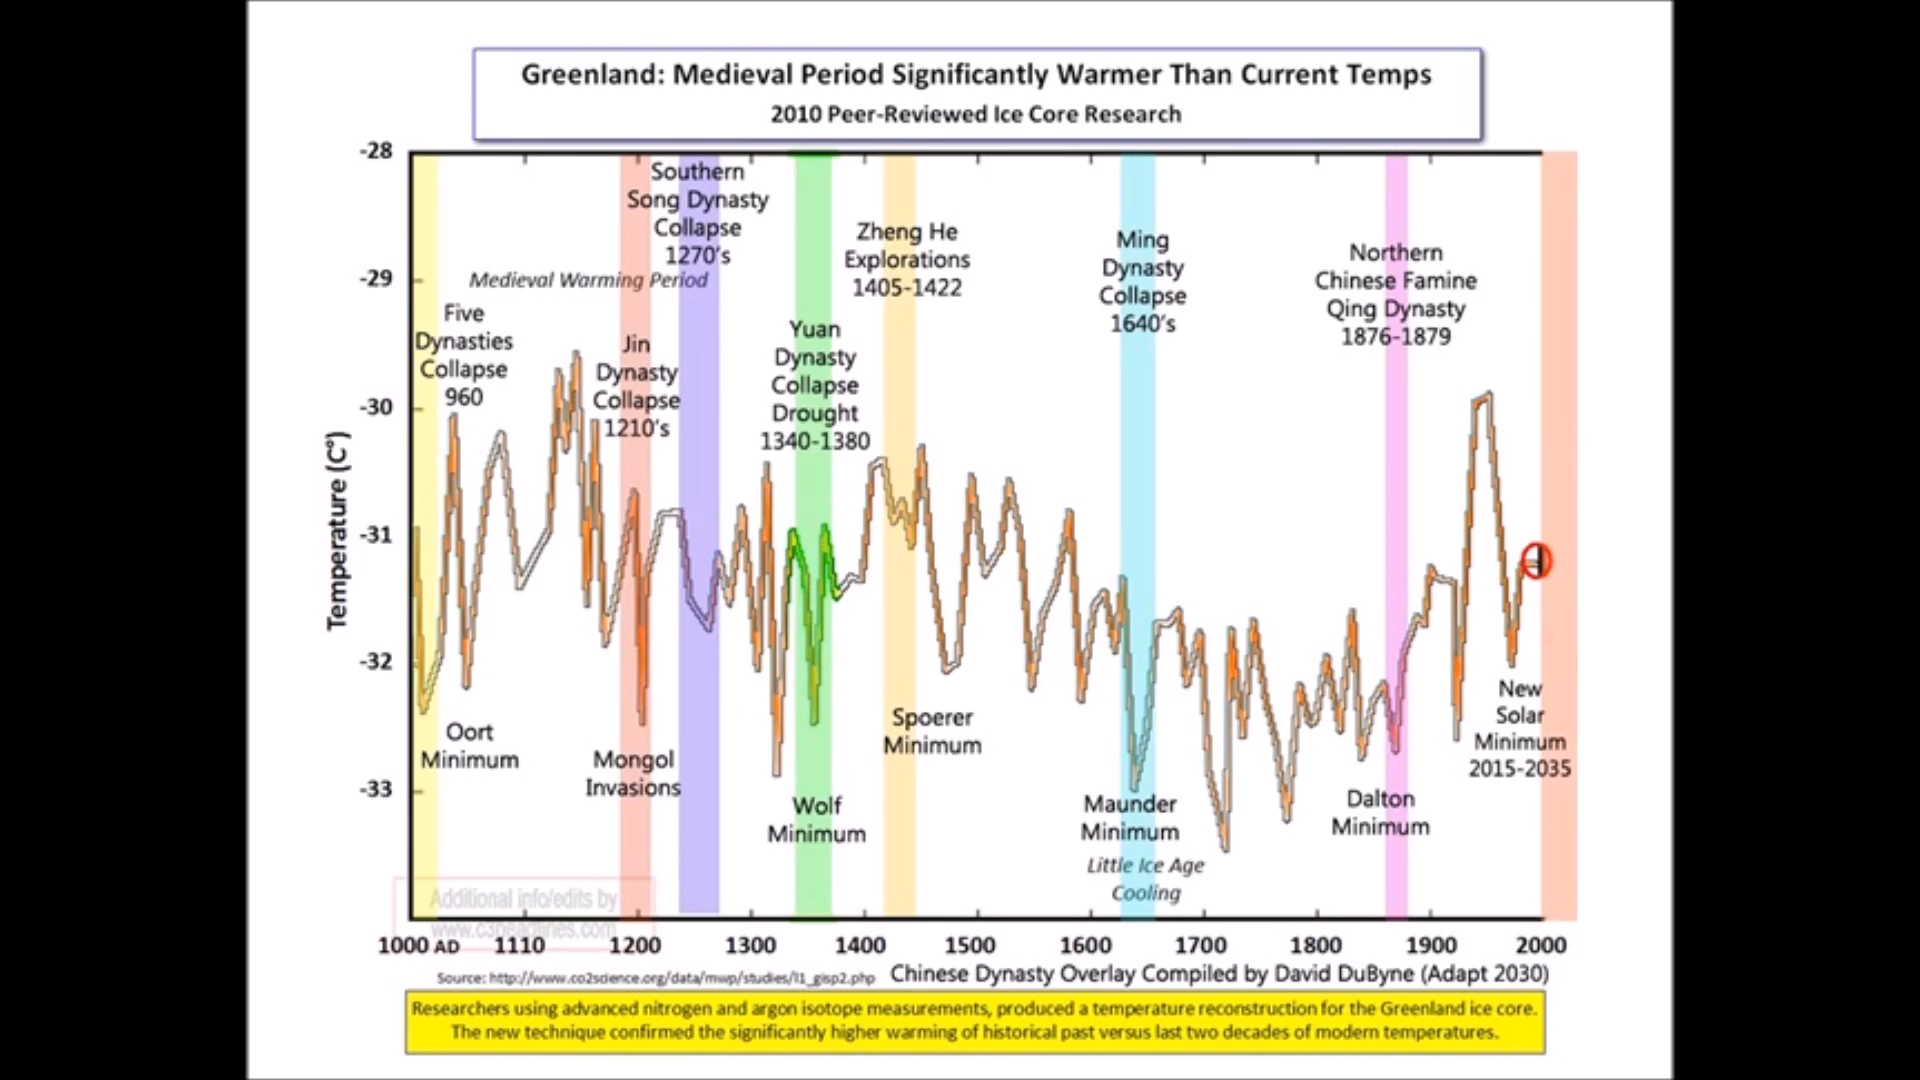 Greenland: Medieval Period Significantly Warmer Than Current Temps
2010 Peer-Reviewed Ice Core Research
-28
-29
-30
-31
-32
-33
Temperature (C°)
Southern
Song Dynasty
Collapse
1270's
Medieval Warming Period
Five
Dynasties
Collapse
960
Jin
Dynasty
Collapse
1210's
Yuan
Dynasty
Collapse
Drought
1340-1380
Zheng He
Explorations
1405-1422
Ming
Dynasty
Collapse
1640's
Northern
Chinese Famine
Qing Dynasty
1876-1879
Oort
Minimum
Mongol
Invasions
Wolf
Minimum
Spoerer
Minimum
Maunder
Minimum
Little Ice Age
Cooling
Dalton
Minimum
New
Solar
Minimum
2015-2035
Additional info/edits by
www.c3headlines.com
1000 AD 1110 1200 1300 1400 1500 1600 1700 1800 1900 2000
Source: http://www.co2science.org/data/mwp/studies/l1_gisp2.php
Chinese Dynasty Overlay Compiled by David DuByne (Adapt 2030)
Researchers using advanced nitrogen and argon isotope measurements, produced a temperature reconstruction for the Greenland ice core.
The new technique confirmed the significantly higher warming of historical past versus last two decades of modern temperatures.